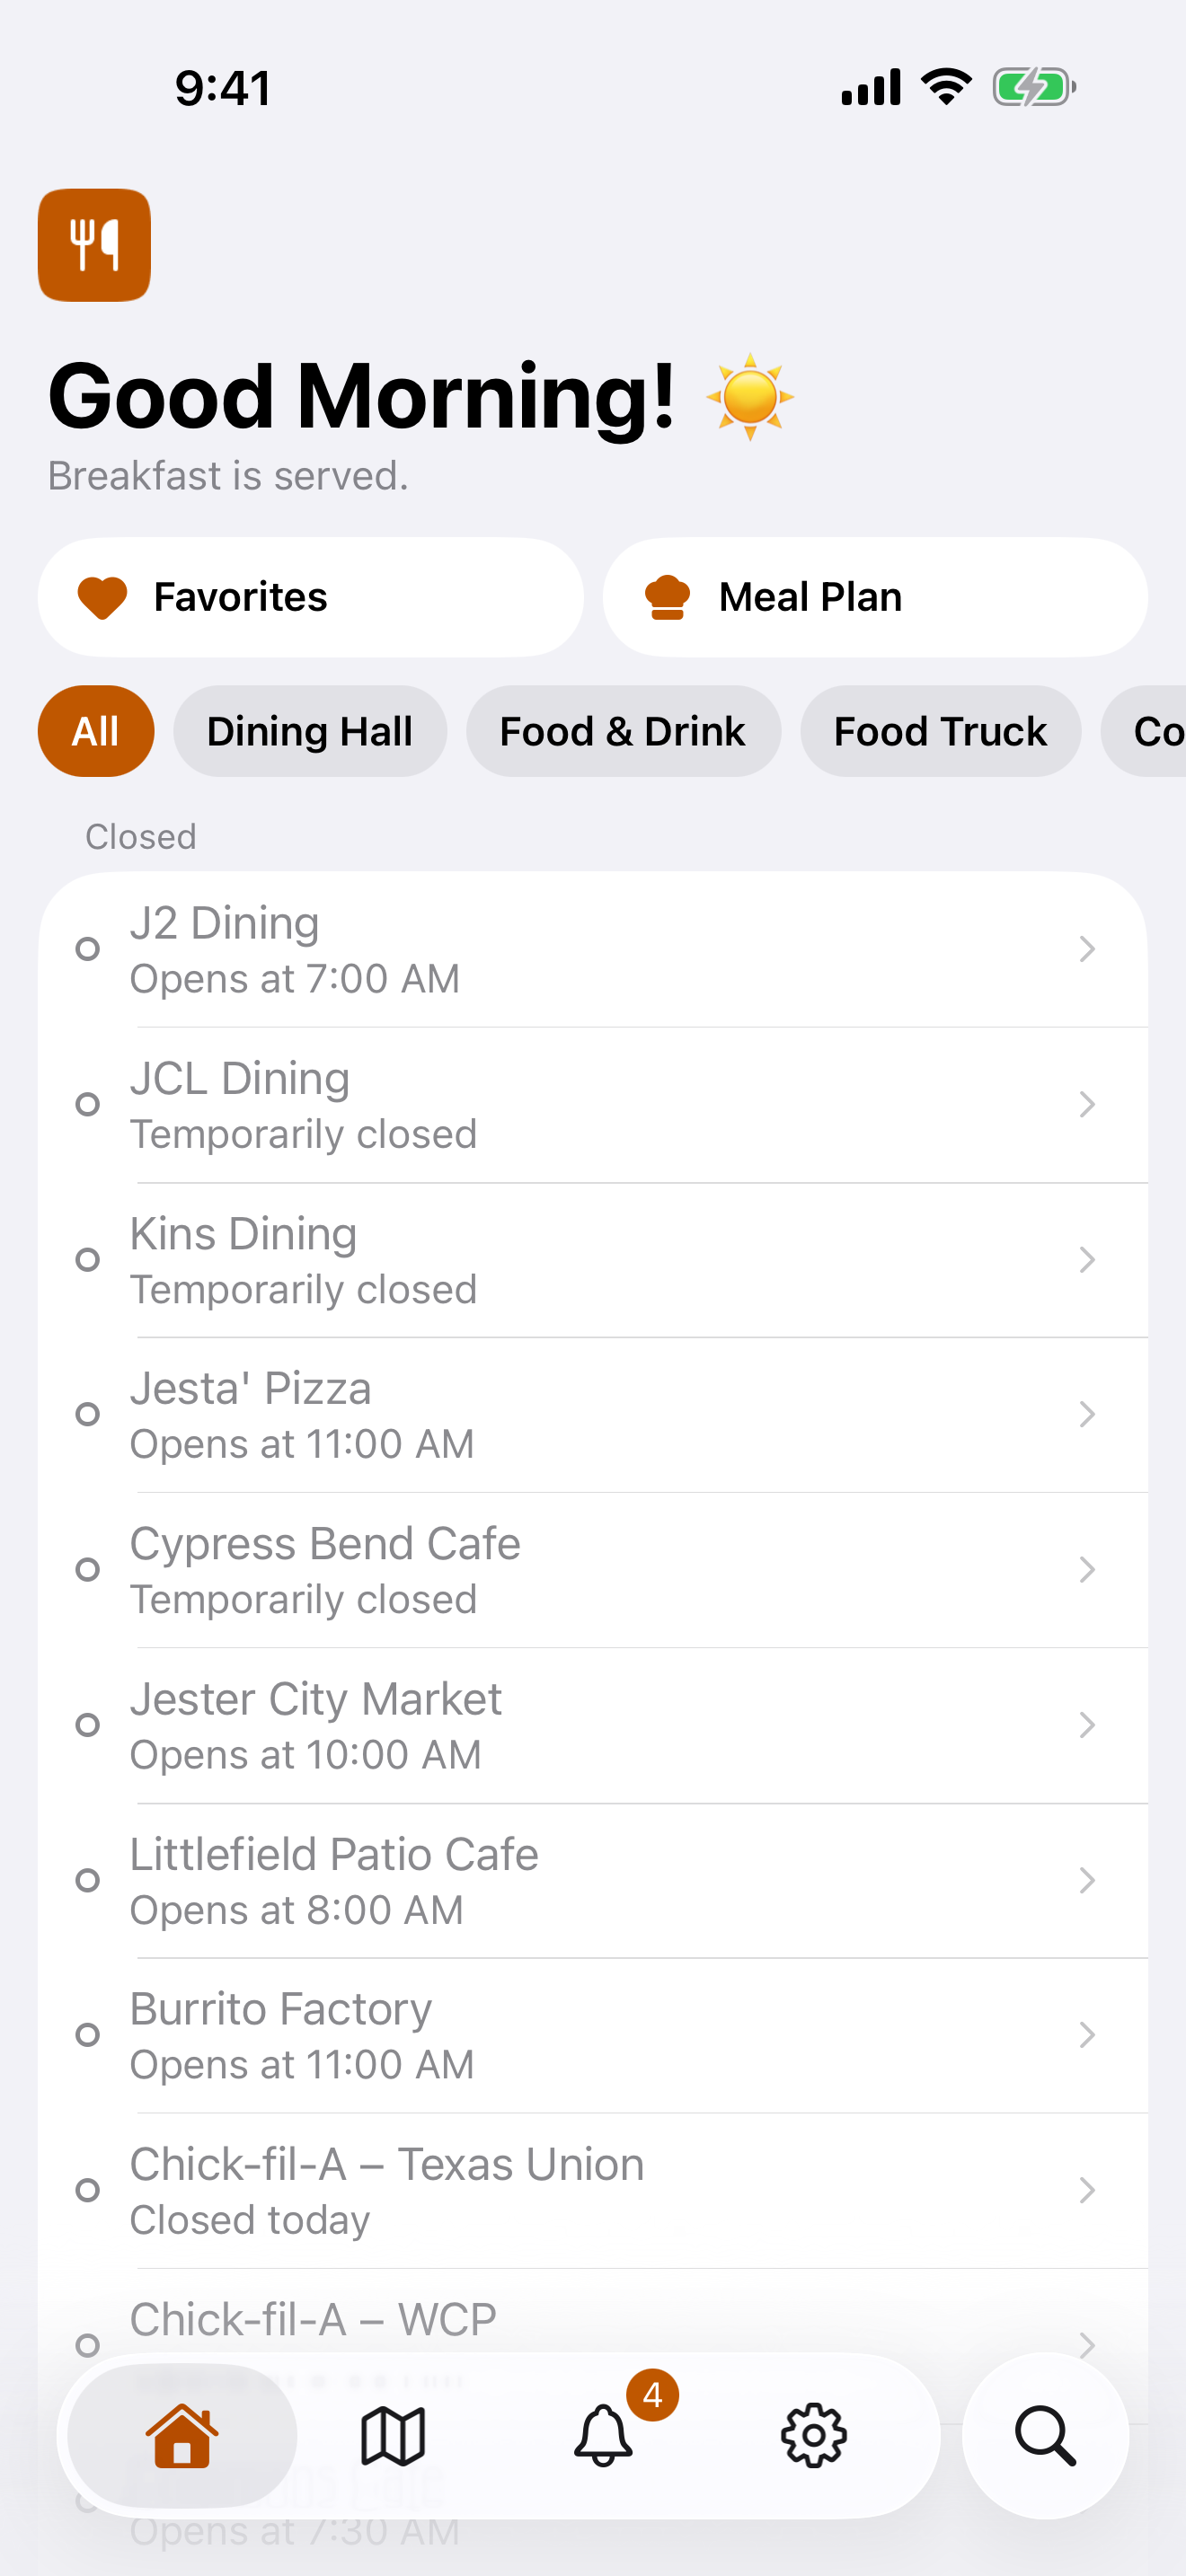 9:41
Good Morning! ☀️
Breakfast is served.
Favorites
Meal Plan
All
Dining Hall
Food & Drink
Food Truck
Co
Closed
J2 Dining
Opens at 7:00 AM
JCL Dining
Temporarily closed
Kins Dining
Temporarily closed
Jesta' Pizza
Opens at 11:00 AM
Cypress Bend Cafe
Temporarily closed
Jester City Market
Opens at 10:00 AM
Littlefield Patio Cafe
Opens at 8:00 AM
Burrito Factory
Opens at 11:00 AM
Chick-fil-A – Texas Union
Closed today
Chick-fil-A – WCP
4
Opens at 7:30 AM